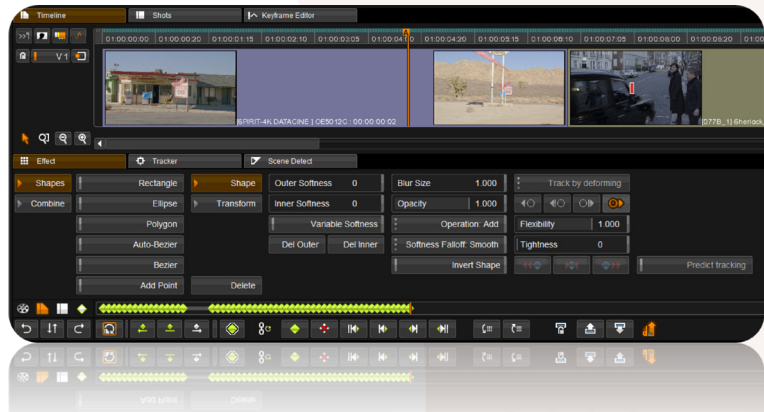 Timeline Shots Keyframe Editor
01:00:00:00 01:00:00:20 01:00:01:15 01:00:02:10 01:00:03:05 01:00:04:00 01:00:04:20 01:00:05:15 01:00:06:10 01:00:07:05 01:00:08:00 01:00:08:20 01:00
V 1
[SPIRIT-4K DATACINE ] OE5012C : 00:00:00:02
[D77B_1] Sherlock,
Effect Tracker Scene Detect
Shapes Rectangle Shape Outer Softness 0 Blur Size 1.000 Track by deforming
Combine Ellipse Transform Inner Softness 0 Opacity 1.000
Polygon Variable Softness Operation: Add Flexibility 1.000
Auto-Bezier Del Outer Del Inner Softness Falloff: Smooth Tightness 0
Bezier Invert Shape Predict tracking
Add Point Delete